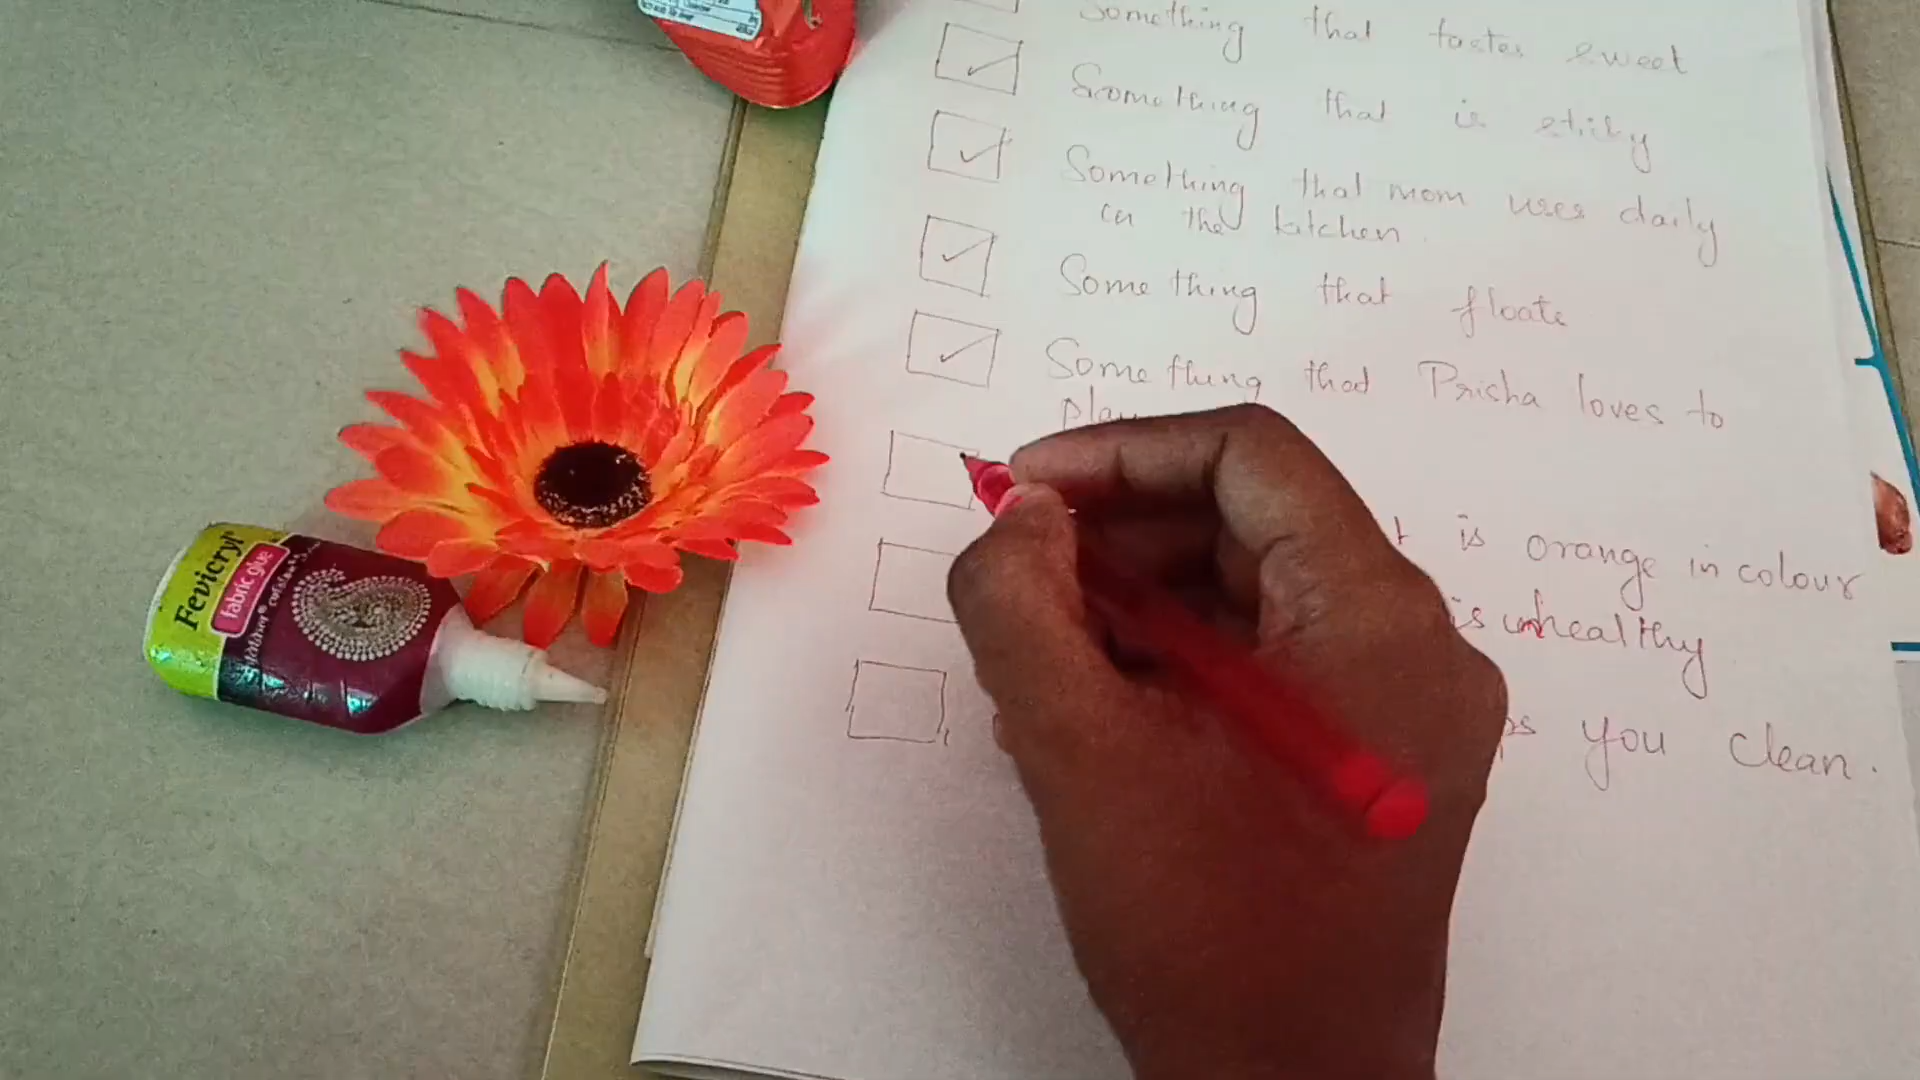 Something that tastes sweet
Something that is sticky
Something that mom uses daily
in the kitchen
Something that floats
Something that Prisha loves to
play
is orange in colour
is unhealthy
you clean.
Fevicryl
fabric glue